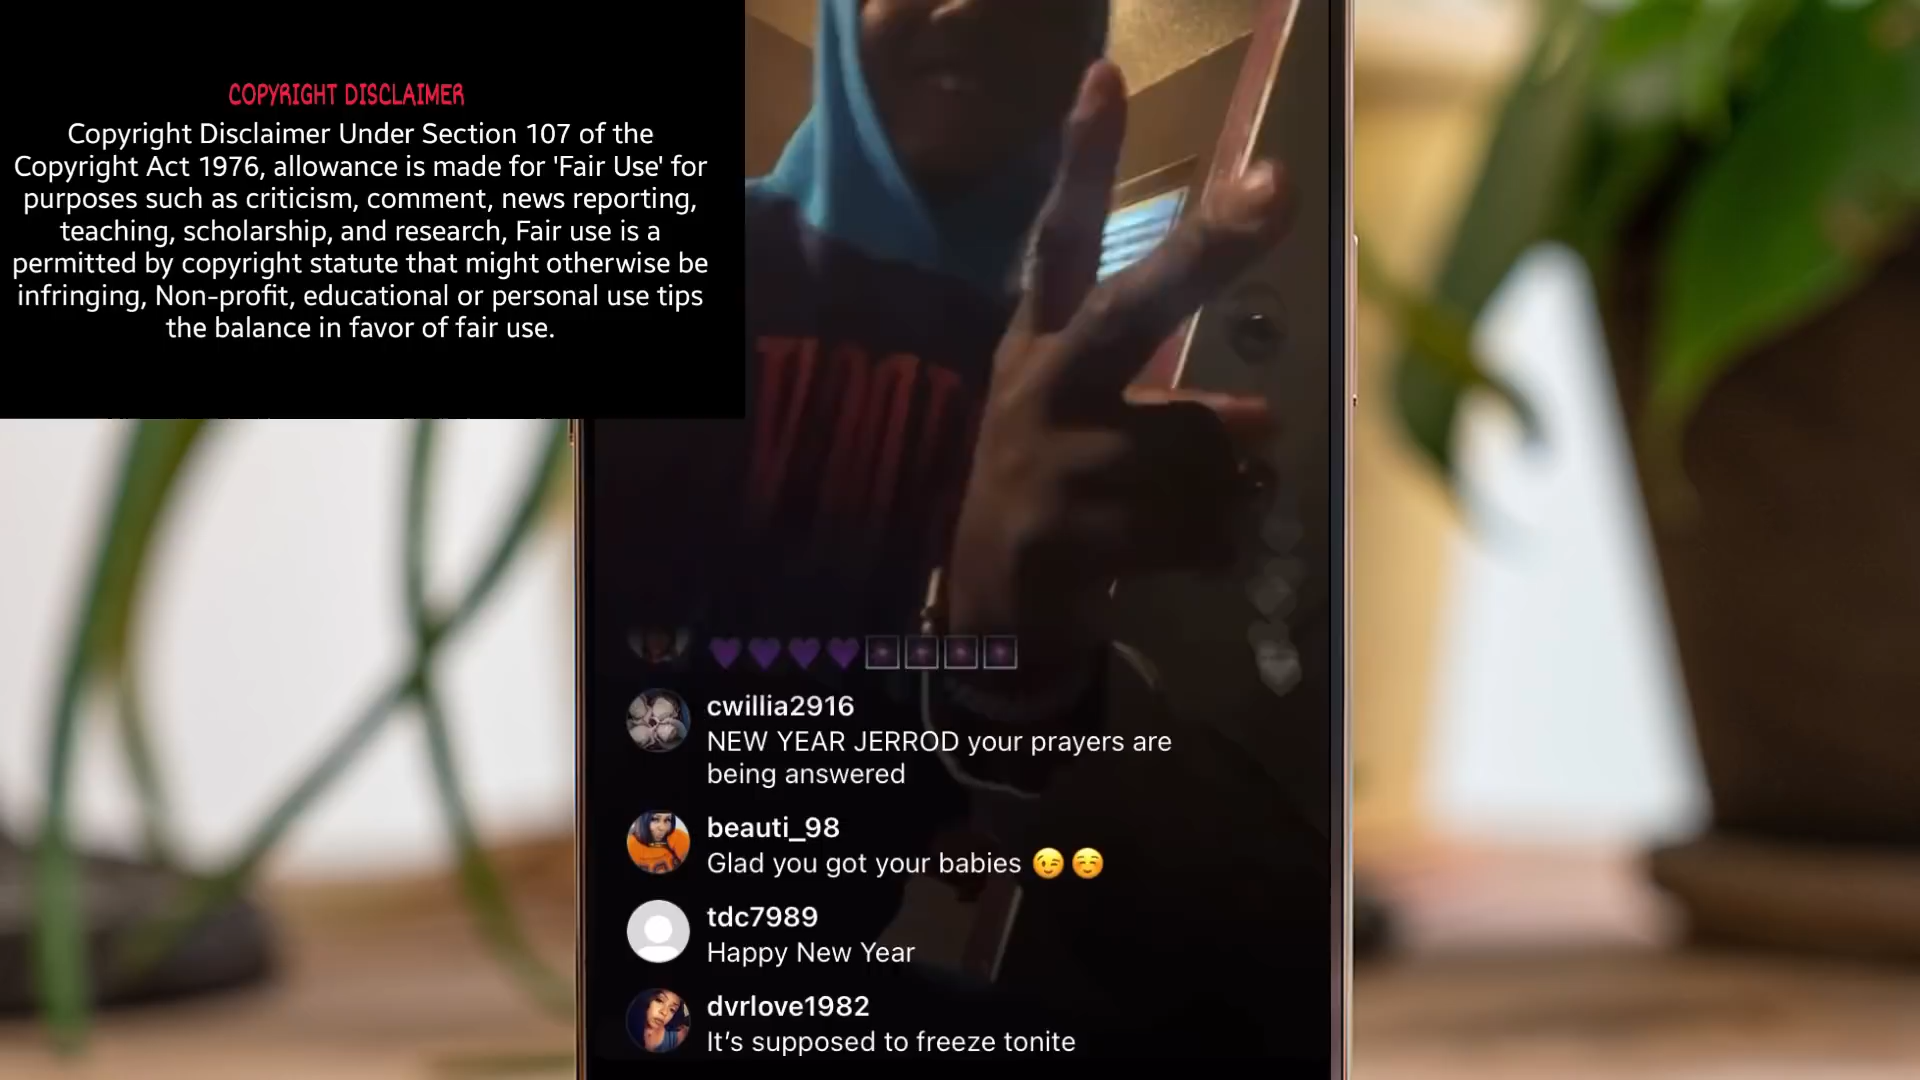 COPYRIGHT DISCLAIMER
Copyright Disclaimer Under Section 107 of the
Copyright Act 1976, allowance is made for 'Fair Use' for
purposes such as criticism, comment, news reporting,
teaching, scholarship, and research, Fair use is a
permitted by copyright statute that might otherwise be
infringing, Non-profit, educational or personal use tips
the balance in favor of fair use.
cwillia2916
NEW YEAR JERROD your prayers are
being answered
beauti_98
Glad you got your babies 😉☺️
tdc7989
Happy New Year
dvrlove1982
It’s supposed to freeze tonite